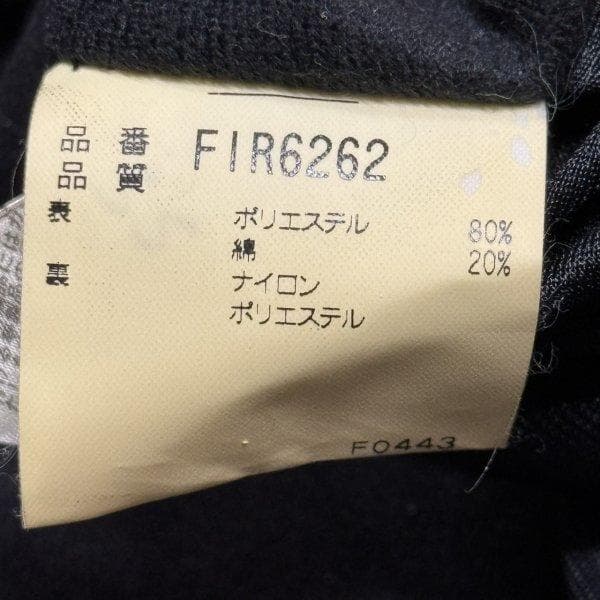 品 番 FIR6262
品 質
表 ポリエステル 80%
綿 20%
裏 ナイロン
ポリエステル
F0443